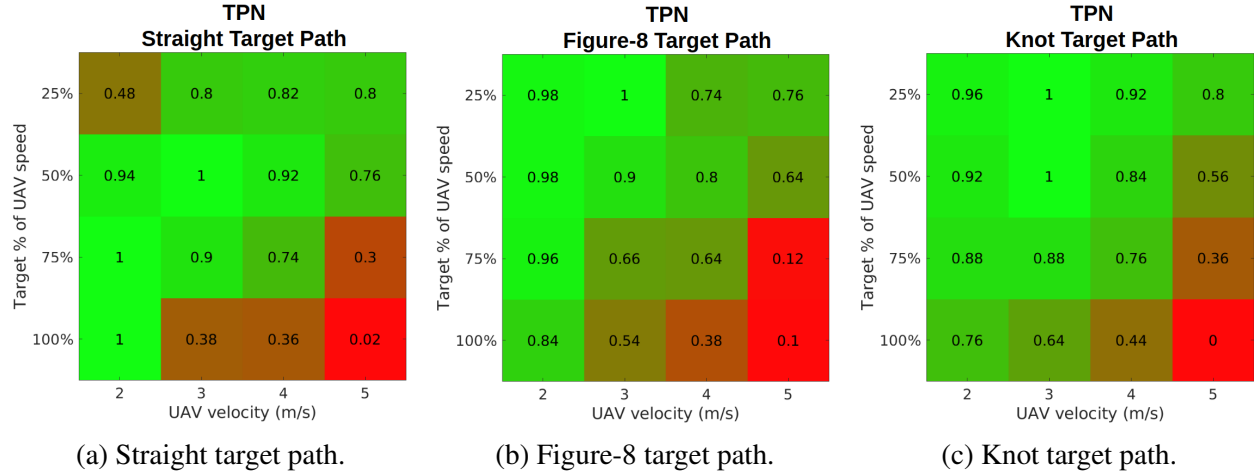 TPN
Straight Target Path
Target % of UAV speed
25%
0.48 0.8 0.82 0.8
50%
0.94 1 0.92 0.76
75%
1 0.9 0.74 0.3
100%
1 0.38 0.36 0.02
2 3 4 5
UAV velocity (m/s)
(a) Straight target path.
TPN
Figure-8 Target Path
Target % of UAV speed
25%
0.98 1 0.74 0.76
50%
0.98 0.9 0.8 0.64
75%
0.96 0.66 0.64 0.12
100%
0.84 0.54 0.38 0.1
2 3 4 5
UAV velocity (m/s)
(b) Figure-8 target path.
TPN
Knot Target Path
Target % of UAV speed
25%
0.96 1 0.92 0.8
50%
0.92 1 0.84 0.56
75%
0.88 0.88 0.76 0.36
100%
0.76 0.64 0.44 0
2 3 4 5
UAV velocity (m/s)
(c) Knot target path.